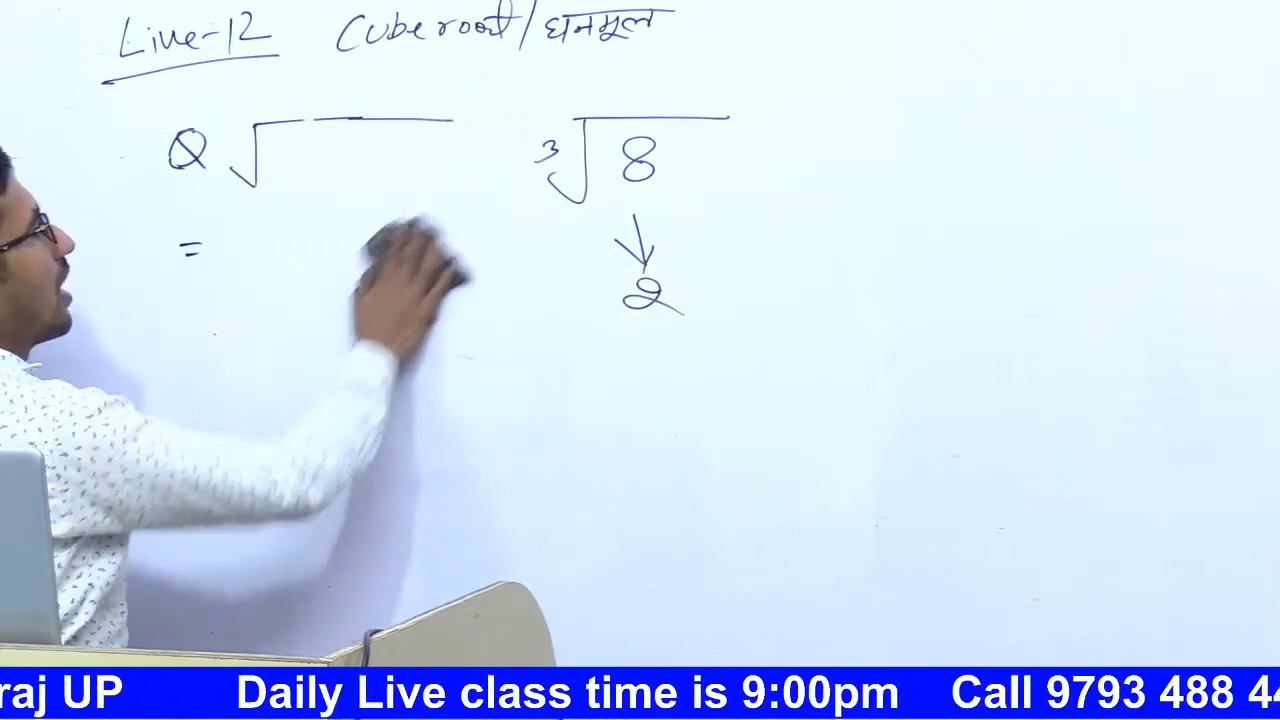 Live-12 Cube root/घनमूल
Q √ ∛8
=
↓
2
raj UP Daily Live class time is 9:00pm Call 9793 488 44